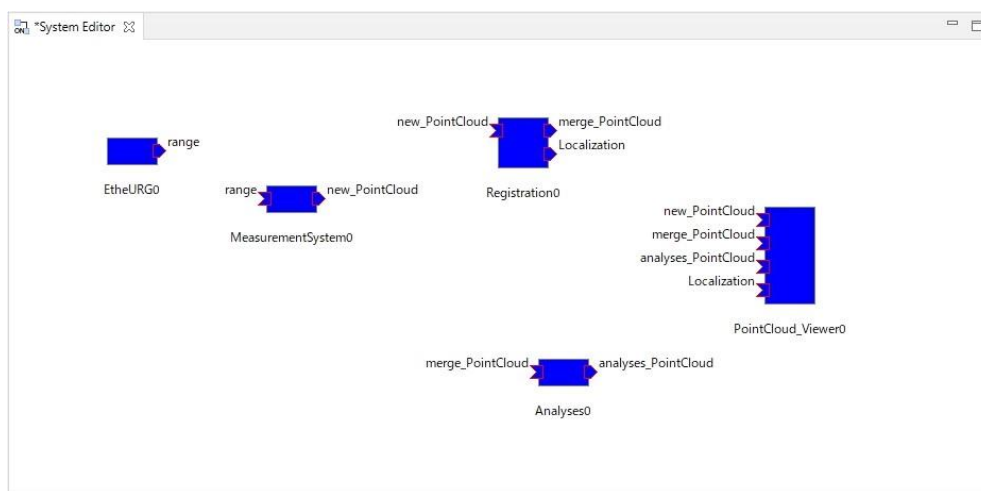 ON *System Editor
range
EtheURG0
range
new_PointCloud
MeasurementSystem0
new_PointCloud
merge_PointCloud
Localization
Registration0
new_PointCloud
merge_PointCloud
analyses_PointCloud
Localization
PointCloud_Viewer0
merge_PointCloud
analyses_PointCloud
Analyses0